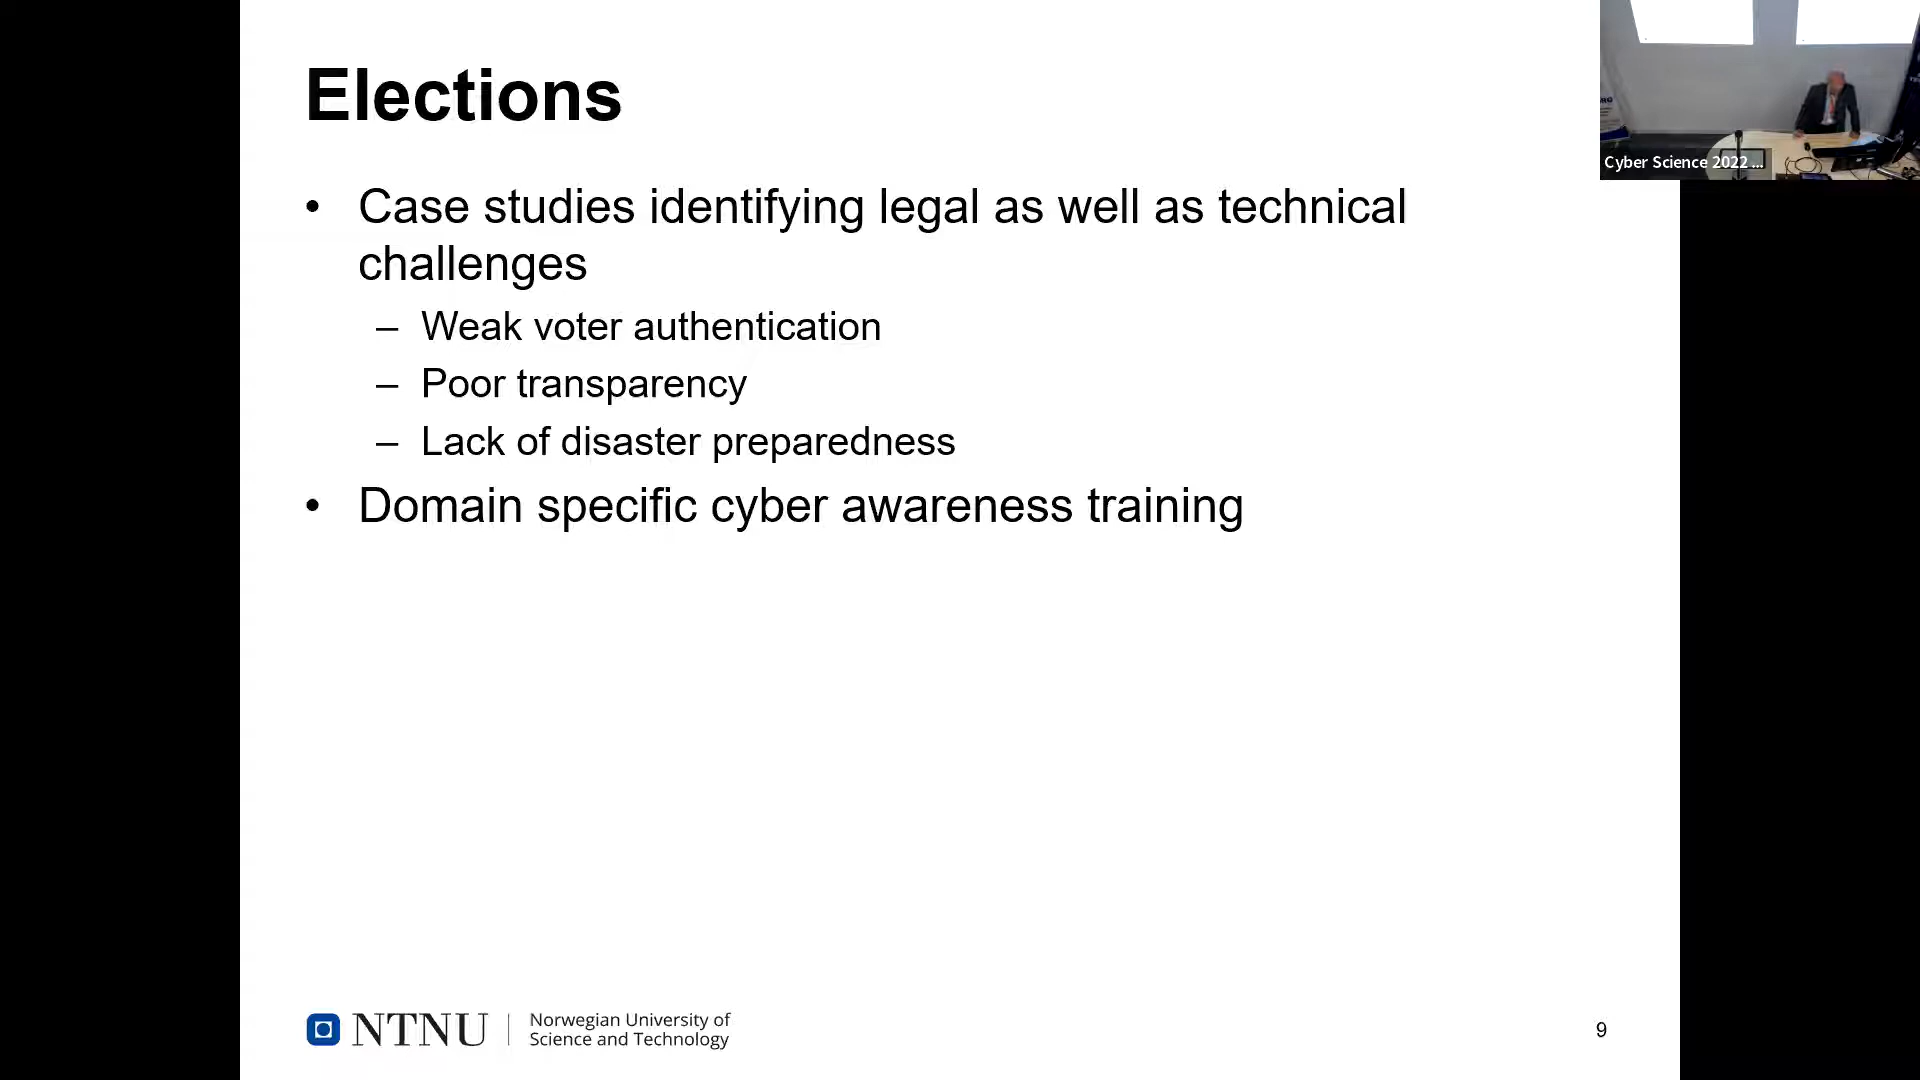 Elections
• Case studies identifying legal as well as technical
challenges
– Weak voter authentication
– Poor transparency
– Lack of disaster preparedness
• Domain specific cyber awareness training
NTNU
Norwegian University of
Science and Technology
9
Cyber Science 2022 ...